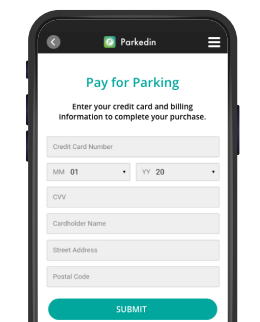 Parkedin
Pay for Parking
Enter your credit card and billing
information to complete your purchase.
Credit Card Number
MM 01 YY 20
CVV
Cardholder Name
Street Address
Postal Code
SUBMIT